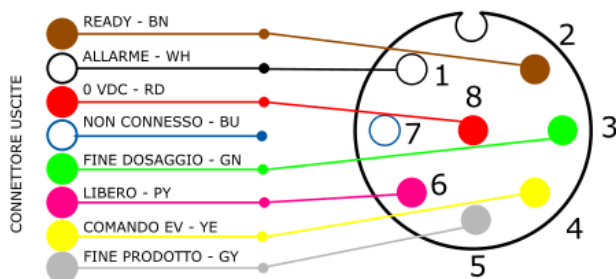 CONNETTORE USCITE
READY - BN
ALLARME - WH
0 VDC - RD
NON CONNESSO - BU
FINE DOSAGGIO - GN
LIBERO - PY
COMANDO EV - YE
FINE PRODOTTO - GY
1
2
3
4
5
6
7
8